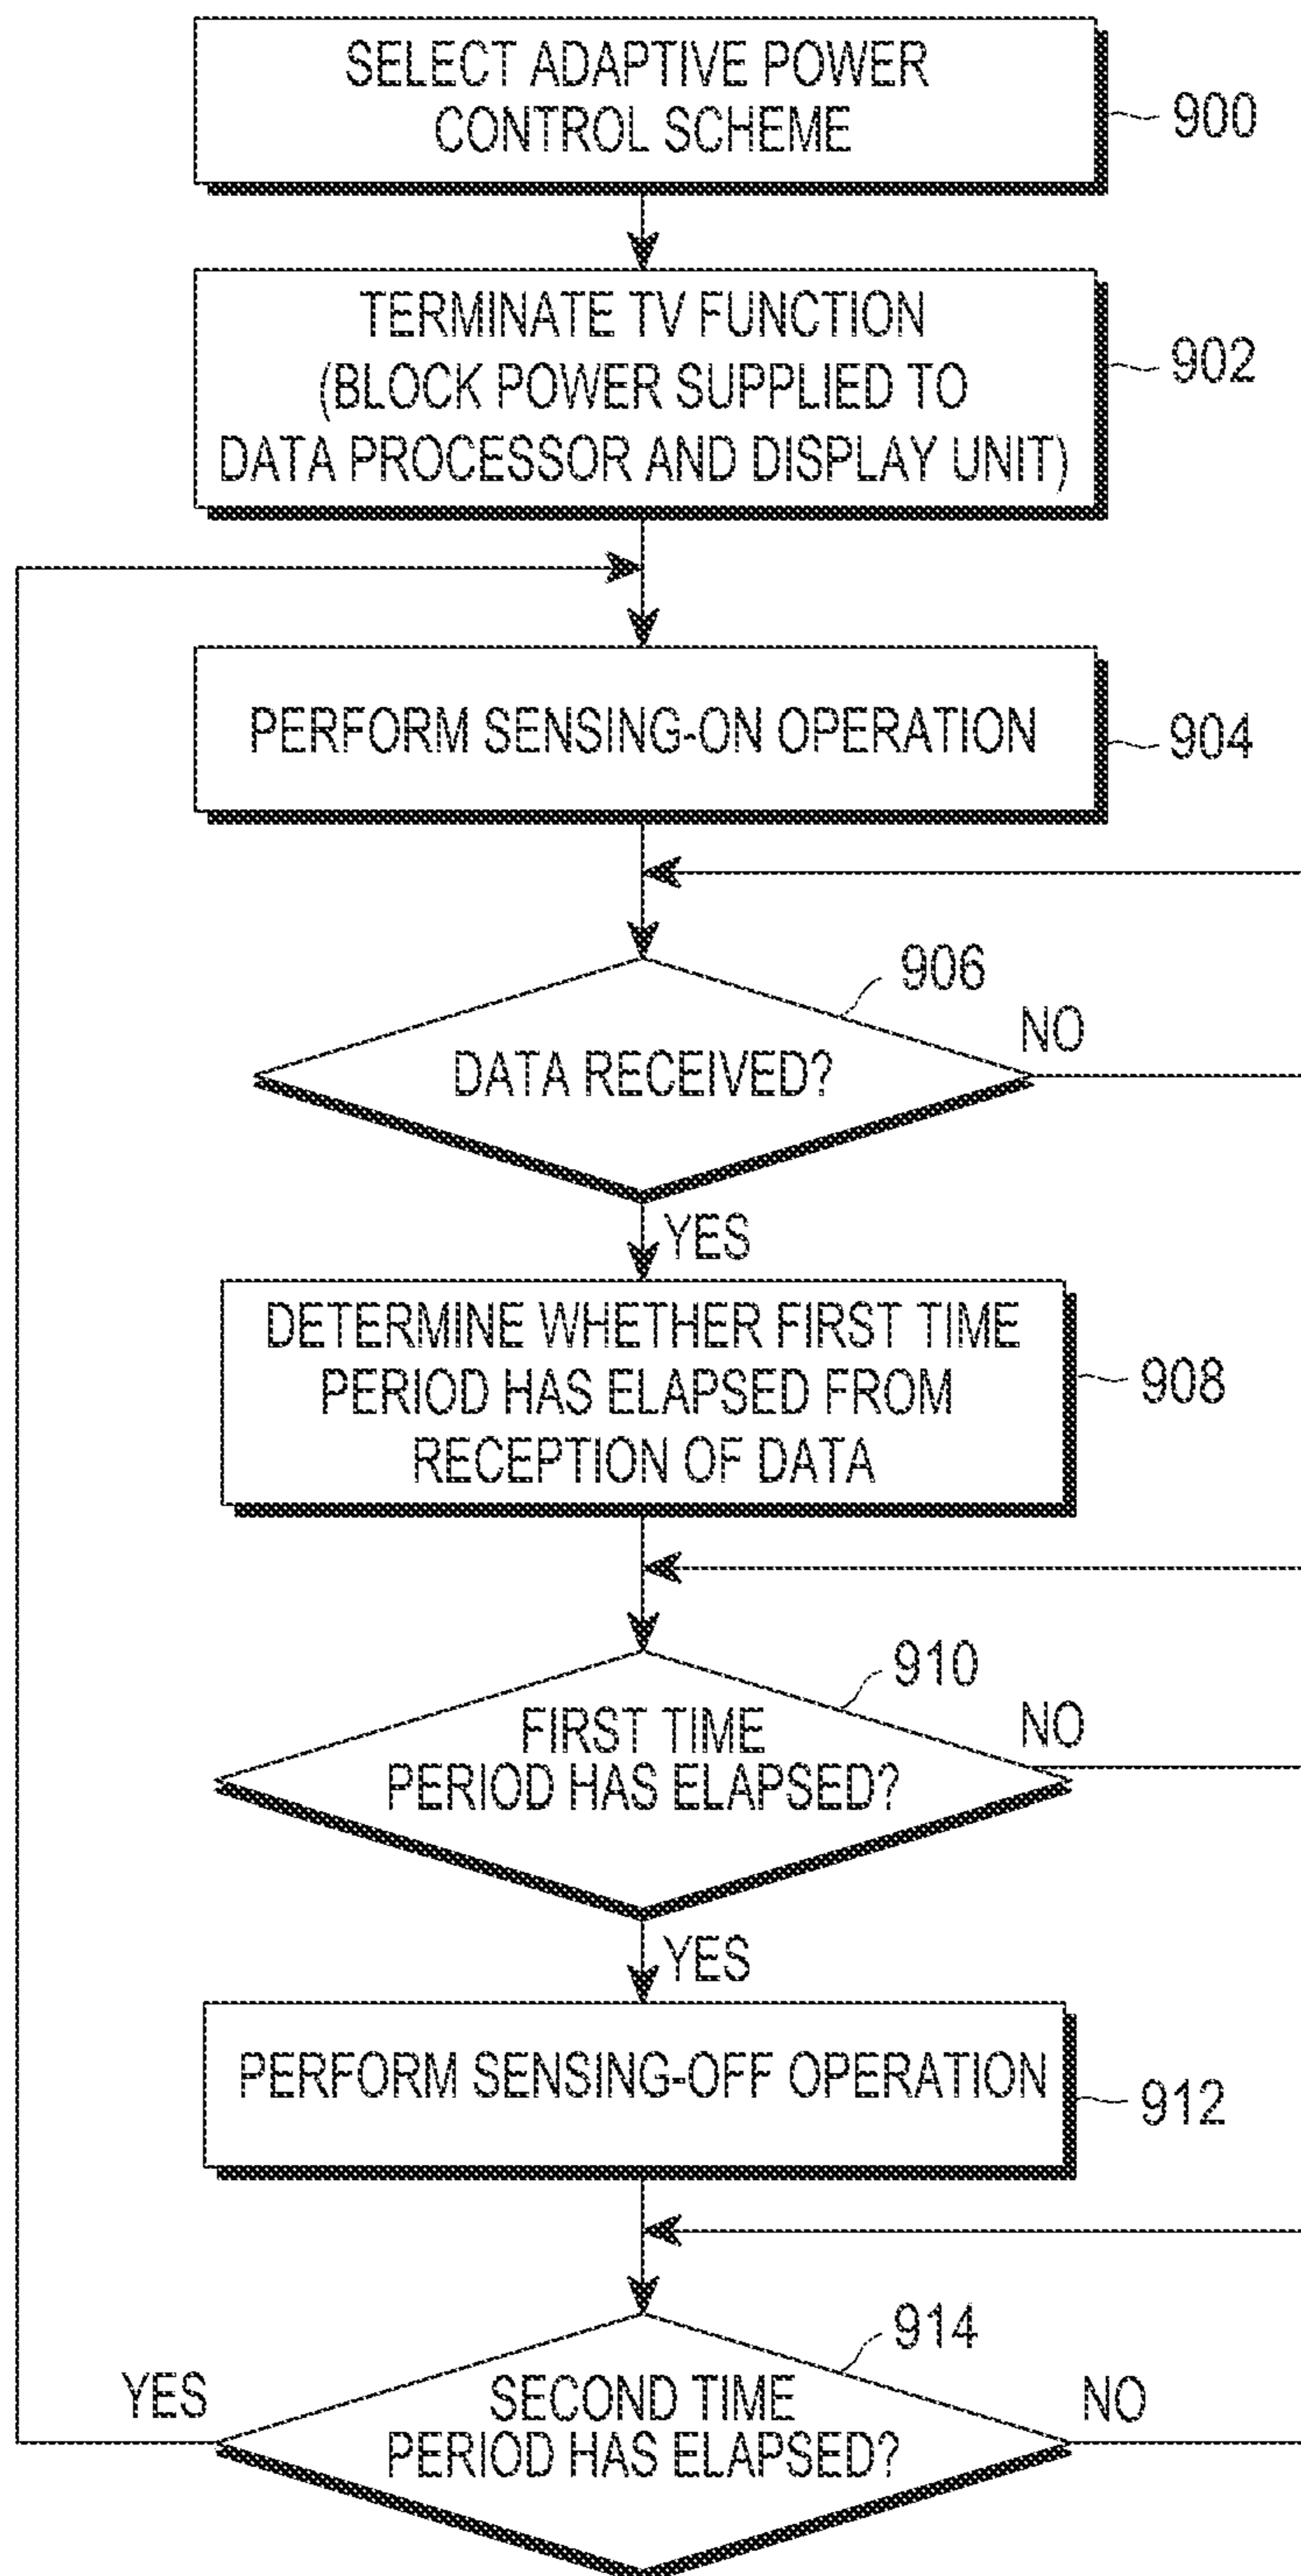 SELECT ADAPTIVE POWER
CONTROL SCHEME
900
TERMINATE TV FUNCTION
(BLOCK POWER SUPPLIED TO
DATA PROCESSOR AND DISPLAY UNIT)
902
PERFORM SENSING-ON OPERATION
904
906
DATA RECEIVED?
NO
YES
DETERMINE WHETHER FIRST TIME
PERIOD HAS ELAPSED FROM
RECEPTION OF DATA
908
910
FIRST TIME
PERIOD HAS ELAPSED?
NO
YES
PERFORM SENSING-OFF OPERATION
912
914
SECOND TIME
PERIOD HAS ELAPSED?
YES
NO